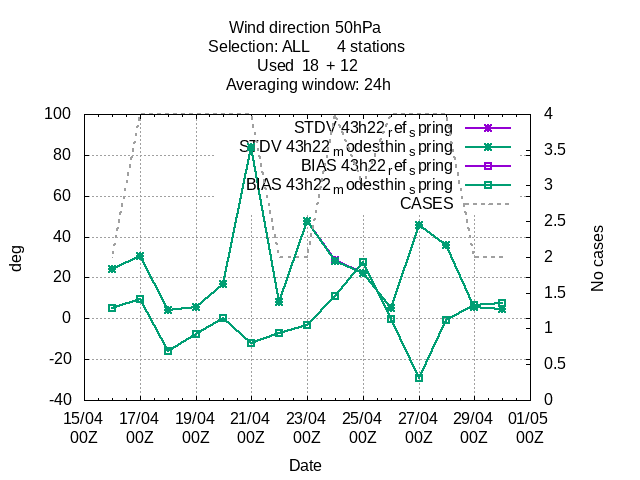 Wind direction 50hPa
Selection: ALL 4 stations
Used 18 + 12
Averaging window: 24h
STDV 43h22_ref_spring
STDV 43h22_modesthin_spring
BIAS 43h22_ref_spring
BIAS 43h22_modesthin_spring
CASES
deg
No cases
100
80
60
40
20
0
-20
-40
4
3.5
3
2.5
2
1.5
1
0.5
0
15/04 17/04 19/04 21/04 23/04 25/04 27/04 29/04 01/05
00Z 00Z 00Z 00Z 00Z 00Z 00Z 00Z 00Z
Date